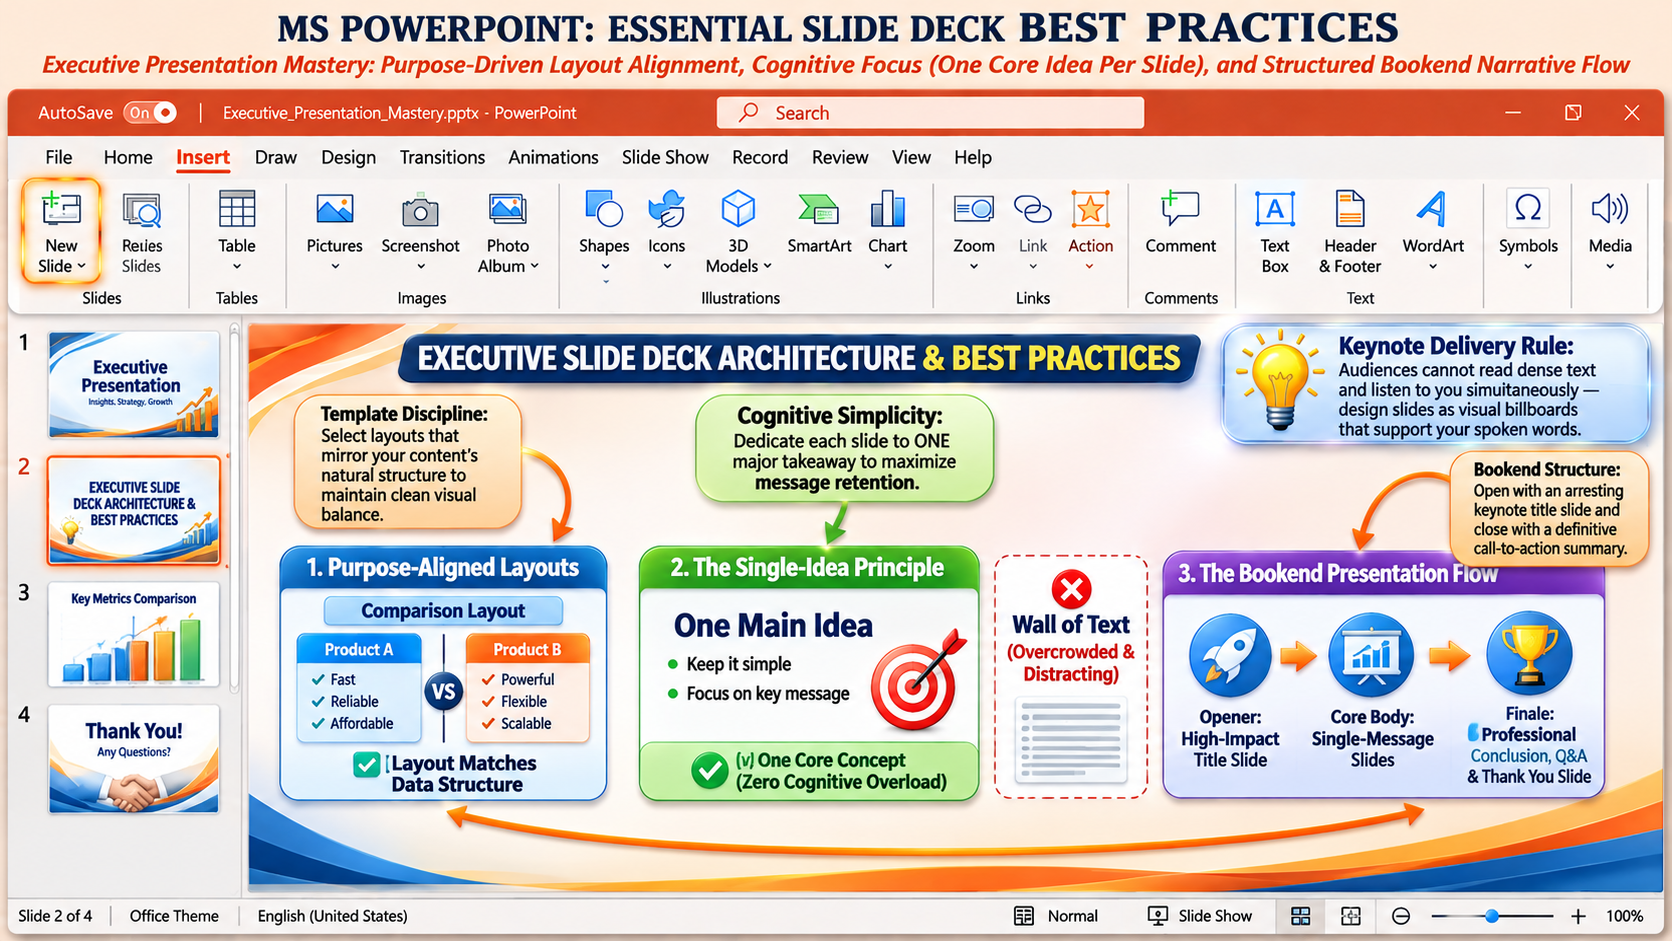 MS POWERPOINT: ESSENTIAL SLIDE DECK BEST PRACTICES
Executive Presentation Mastery: Purpose-Driven Layout Alignment, Cognitive Focus (One Core Idea Per Slide), and Structured Bookend Narrative Flow
AutoSave On Executive_Presentation_Mastery.pptx - PowerPoint Search
File Home Insert Draw Design Transitions Animations Slide Show Record Review View Help
New Slide
Reules Slides
Table
Pictures
Screenshot
Photo Album
Shapes
Icons
3D Models
SmartArt
Chart
Zoom
Link
Action
Comment
Text Box
Header & Footer
WordArt
Symbols
Media
Slides Tables Images Illustrations Links Comments Text
1
Executive
Presentation
Insights, Strategy, Growth
2
EXECUTIVE SLIDE
DECK ARCHITECTURE &
BEST PRACTICES
3
Key Metrics Comparison
4
Thank You!
Any Questions?
EXECUTIVE SLIDE DECK ARCHITECTURE & BEST PRACTICES
Keynote Delivery Rule:
Audiences cannot read dense text
and listen to you simultaneously —
design slides as visual billboards
that support your spoken words.
Template Discipline:
Select layouts that
mirror your content's
natural structure to
maintain clean visual
balance.
Cognitive Simplicity:
Dedicate each slide to ONE
major takeaway to maximize
message retention.
Bookend Structure:
Open with an arresting
keynote title slide and
close with a definitive
call-to-action summary.
1. Purpose-Aligned Layouts
Comparison Layout
Product A
Fast
Reliable
Affordable
VS
Product B
Powerful
Flexible
Scalable
Layout Matches
Data Structure
2. The Single-Idea Principle
One Main Idea
Keep it simple
Focus on key message
(v) One Core Concept
(Zero Cognitive Overload)
Wall of Text
(Overcrowded &
Distracting)
3. The Bookend Presentation Flow
Opener:
High-Impact
Title Slide
Core Body:
Single-Message
Slides
Finale:
Professional
Conclusion, Q&A
& Thank You Slide
Slide 2 of 4 Office Theme English (United States) Normal Slide Show 100%